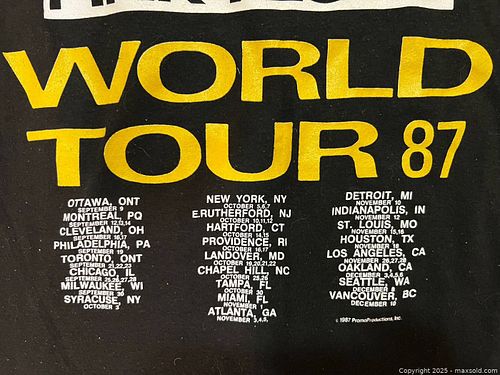 WORLD
TOUR 87
OTTAWA, ONT
SEPTEMBER 9
MONTREAL, PQ
SEPTEMBER 12,13,14
CLEVELAND, OH
SEPTEMBER 16,17
PHILADELPHIA, PA
SEPTEMBER 19
TORONTO, ONT
SEPTEMBER 21,22,23
CHICAGO, IL
SEPTEMBER 25,26,27,28
MILWAUKEE, WI
SEPTEMBER 30
SYRACUSE, NY
OCTOBER 3
NEW YORK, NY
OCTOBER 5,6,7
E.RUTHERFORD, NJ
OCTOBER 10,11,12
HARTFORD, CT
OCTOBER 14,15
PROVIDENCE, RI
OCTOBER 16,17
LANDOVER, MD
OCTOBER 19,20,21,22
CHAPEL HILL, NC
OCTOBER 25,26
TAMPA, FL
OCTOBER 30
MIAMI, FL
NOVEMBER 1
ATLANTA, GA
NOVEMBER 3,4,5,
DETROIT, MI
NOVEMBER 10
INDIANAPOLIS, IN
NOVEMBER 12
ST. LOUIS, MO
NOVEMBER 15,16
HOUSTON, TX
NOVEMBER 18
LOS ANGELES, CA
NOVEMBER 26,27,28
OAKLAND, CA
DECEMBER 3,4,5,6
SEATTLE, WA
DECEMBER 8
VANCOUVER, BC
DECEMBER 10
© 1987 PromoProductions, Inc.
Copyright © 2025 - maxsold.com